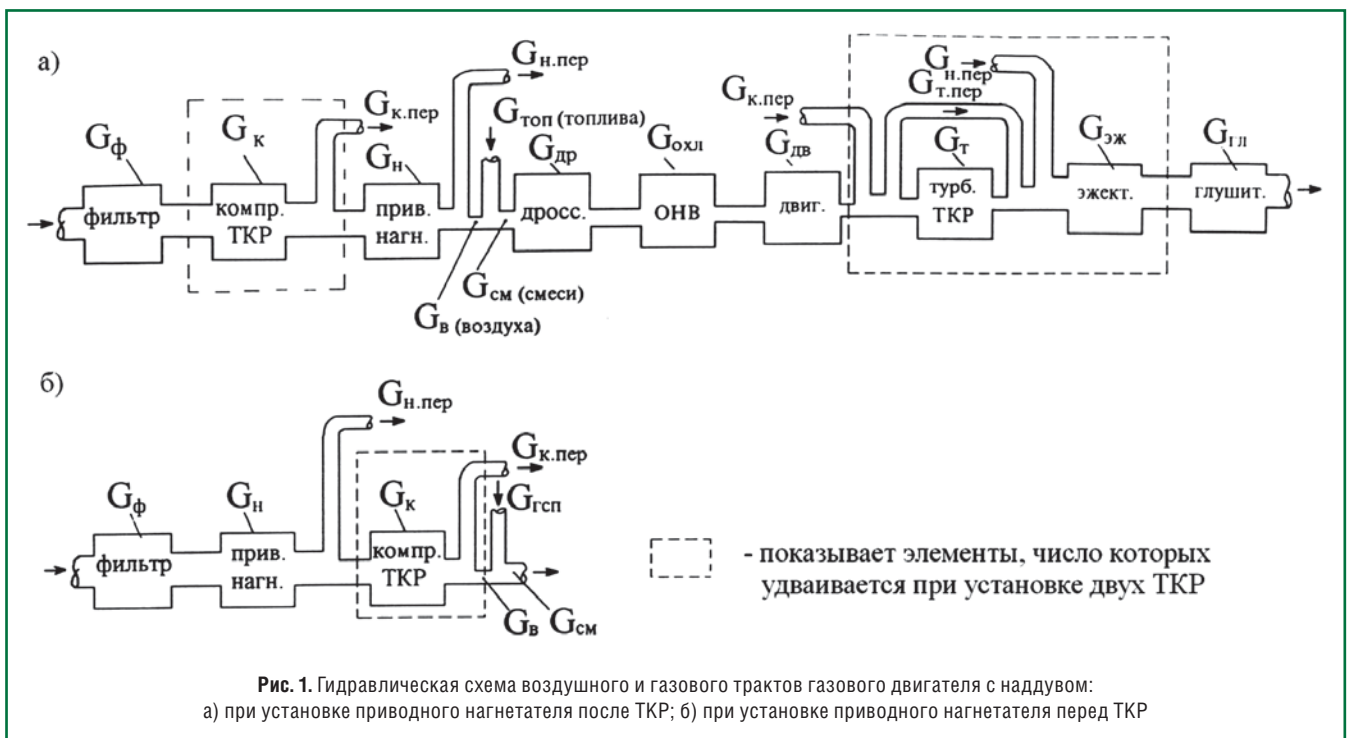 а)
Gф
Gк
Gк.пер
Gн
Gн.пер
Gтоп (топлива)
Gдр
Gохл
Gдв
Gк.пер
Gн.пер
Gт.пер
Gт
Gэж
Gгл
фильтр
компр.
ТКР
прив.
нагн.
дросс.
ОНВ
двиг.
турб.
ТКР
эжект.
глушит.
Gсм (смеси)
Gв (воздуха)
б)
Gн.пер
Gк.пер
Gф
Gн
Gк
Gгсп
фильтр
прив.
нагн.
компр.
ТКР
Gв
Gсм
- показывает элементы, число которых
удваивается при установке двух ТКР
Рис. 1. Гидравлическая схема воздушного и газового трактов газового двигателя с наддувом:
а) при установке приводного нагнетателя после ТКР; б) при установке приводного нагнетателя перед ТКР